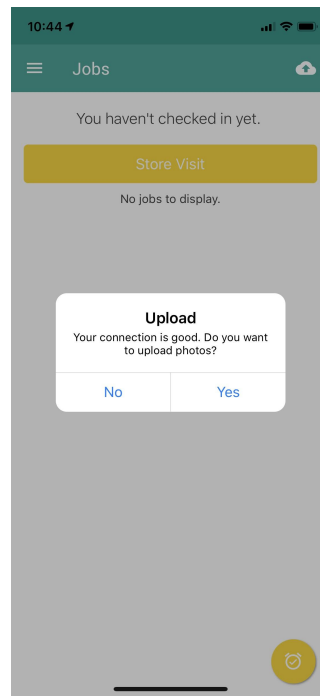 10:44
Jobs
You haven't checked in yet.
Store Visit
No jobs to display.
Upload
Your connection is good. Do you want
to upload photos?
No Yes